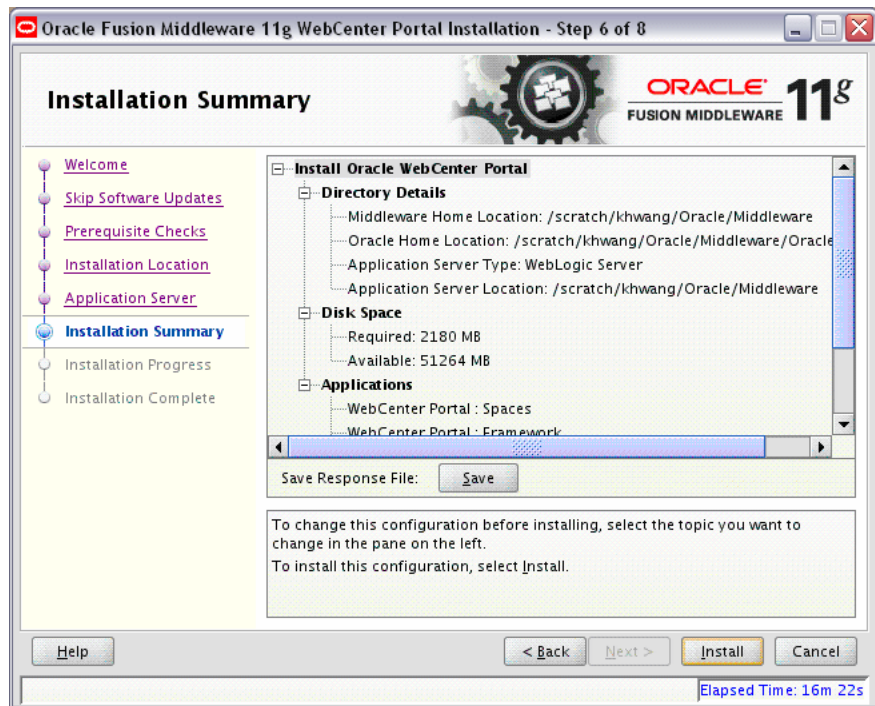 Oracle Fusion Middleware 11g WebCenter Portal Installation - Step 6 of 8
Installation Summary
ORACLE
FUSION MIDDLEWARE
11g
Welcome
Skip Software Updates
Prerequisite Checks
Installation Location
Application Server
Installation Summary
Installation Progress
Installation Complete
Install Oracle WebCenter Portal
Directory Details
Middleware Home Location: /scratch/khwang/Oracle/Middleware
Oracle Home Location: /scratch/khwang/Oracle/Middleware/Oracle
Application Server Type: WebLogic Server
Application Server Location: /scratch/khwang/Oracle/Middleware
Disk Space
Required: 2180 MB
Available: 51264 MB
Applications
WebCenter Portal : Spaces
WebCenter Portal : Framework
Save Response File:
Save
To change this configuration before installing, select the topic you want to
change in the pane on the left.
To install this configuration, select Install.
Help
< Back
Next >
Install
Cancel
Elapsed Time: 16m 22s